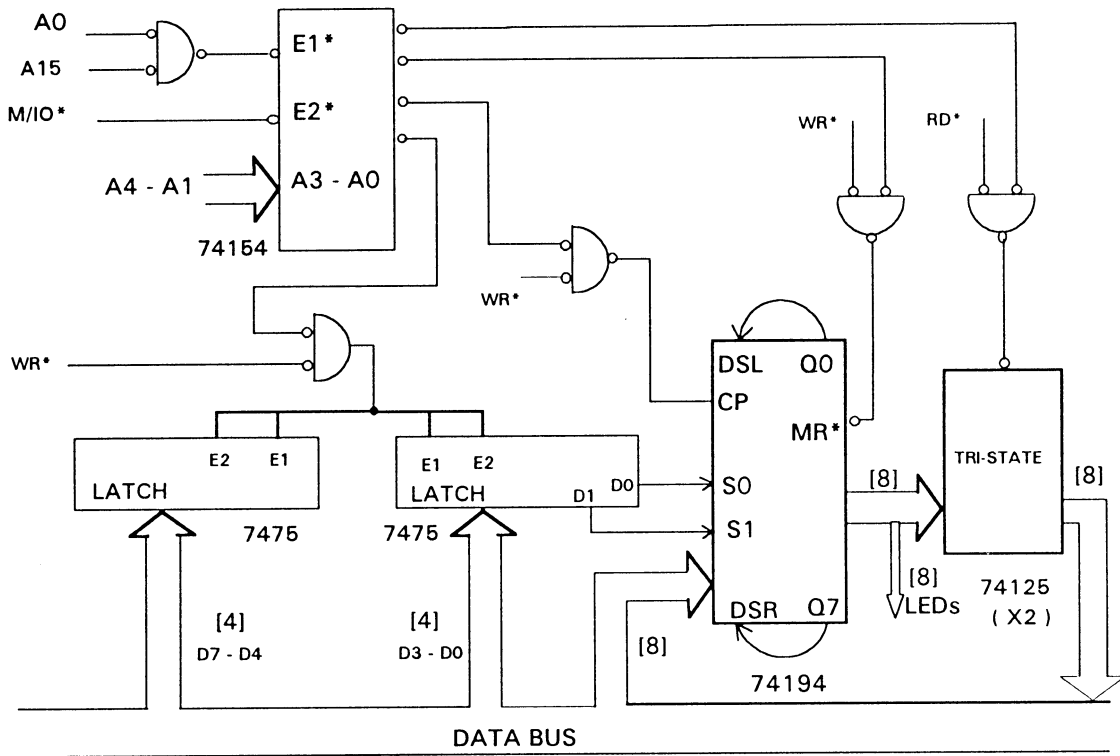 A0
A15
M/IO*
A4 - A1
E1*
E2*
A3 - A0
74154
WR*
RD*
WR*
WR*
DSL
Q0
CP
MR*
S0
S1
DSR
Q7
74194
TRI-STATE
[8]
[8]
[8]
LEDs
74125
( X2 )
E2
E1
LATCH
7475
E1
E2
LATCH
D0
D1
7475
[4]
D7 - D4
[4]
D3 - D0
[8]
DATA BUS